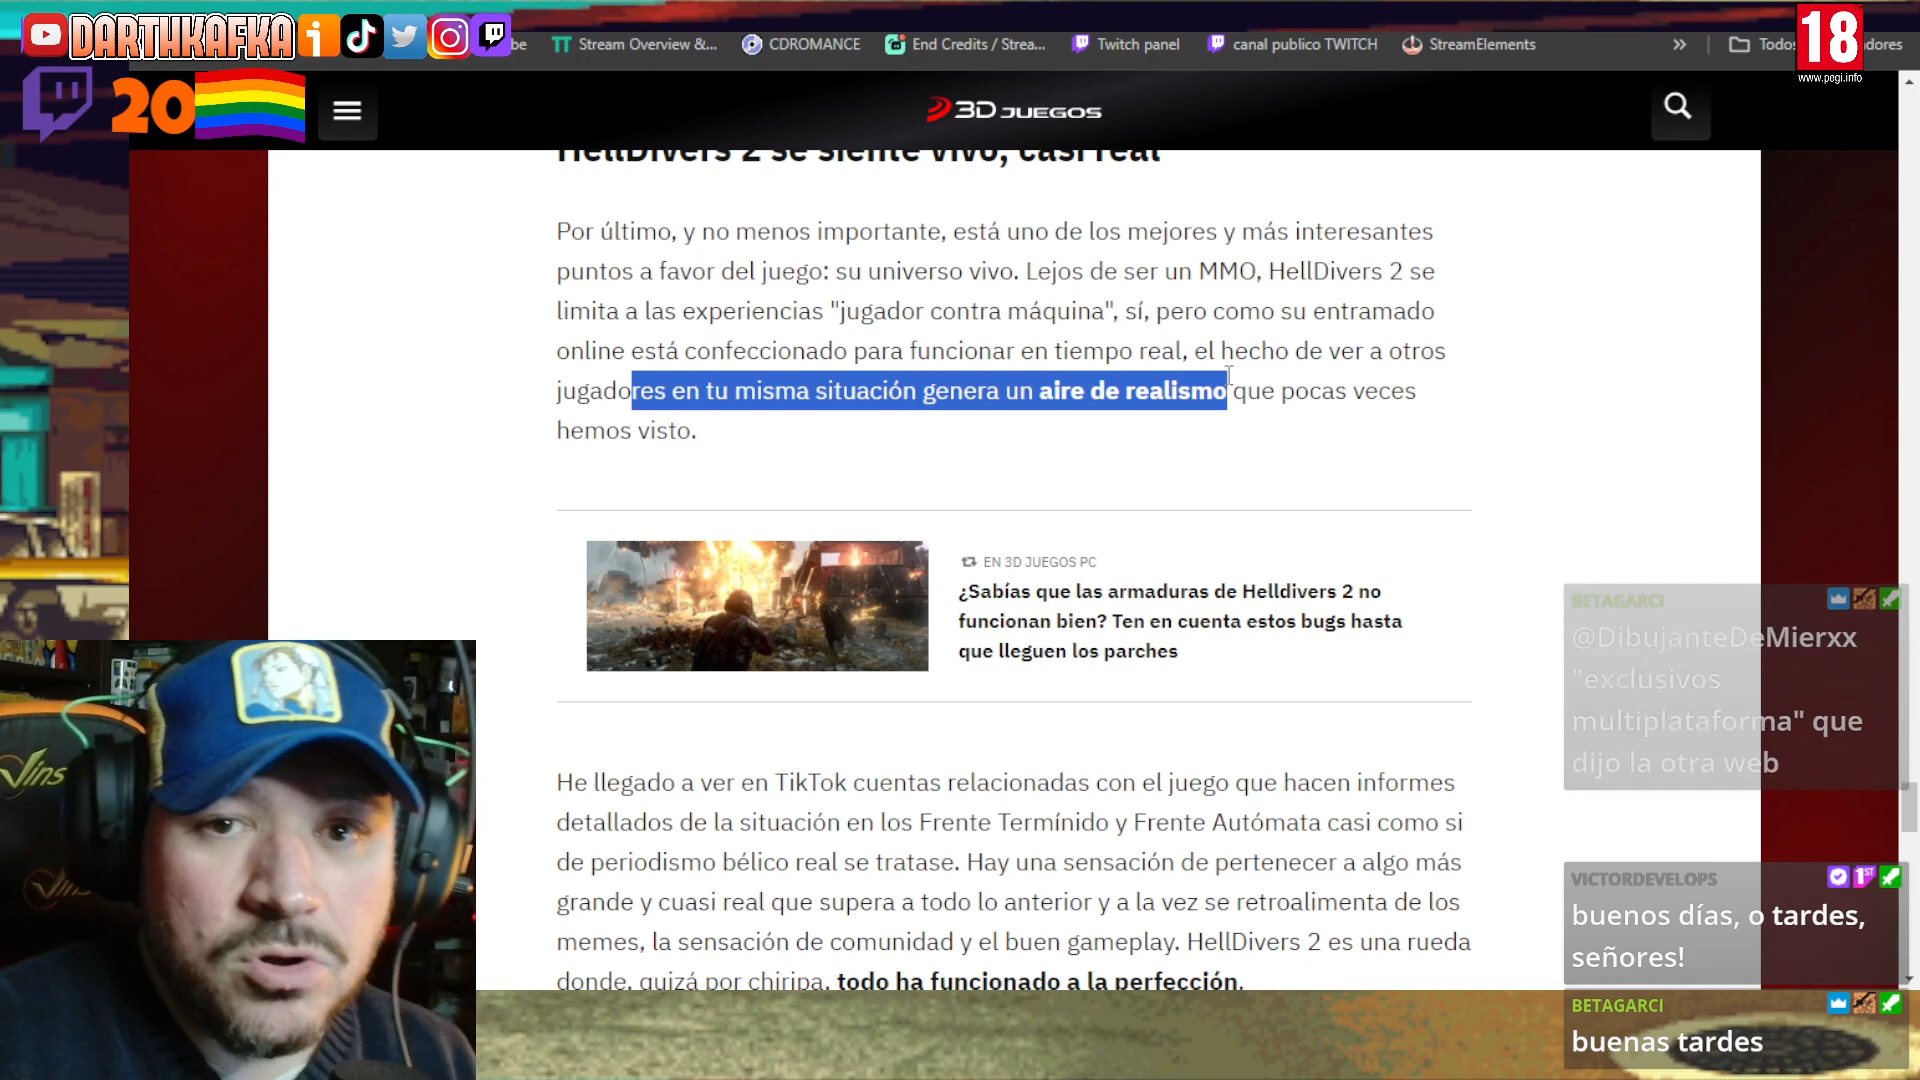 DARTHKAFKA
be
Stream Overview &...
CDROMANCE
End Credits / Strea...
Twitch panel
canal publico TWITCH
StreamElements
»
18
www.pegi.info
20
3D JUEGOS
HellDivers 2 se siente vivo, casi real
Por último, y no menos importante, está uno de los mejores y más interesantes
puntos a favor del juego: su universo vivo. Lejos de ser un MMO, HellDivers 2 se
limita a las experiencias "jugador contra máquina", sí, pero como su entramado
online está confeccionado para funcionar en tiempo real, el hecho de ver a otros
jugadores en tu misma situación genera un aire de realismo que pocas veces
hemos visto.
EN 3D JUEGOS PC
¿Sabías que las armaduras de Helldivers 2 no
funcionan bien? Ten en cuenta estos bugs hasta
que lleguen los parches
He llegado a ver en TikTok cuentas relacionadas con el juego que hacen informes
detallados de la situación en los Frente Termínido y Frente Autómata casi como si
de periodismo bélico real se tratase. Hay una sensación de pertenecer a algo más
grande y cuasi real que supera a todo lo anterior y a la vez se retroalimenta de los
memes, la sensación de comunidad y el buen gameplay. HellDivers 2 es una rueda
donde, quizá por chiripa, todo ha funcionado a la perfección.
BETAGARCI
@DibujanteDeMierxx
"exclusivos
multiplataforma" que
dijo la otra web
VICTORDEVELOPS
1ST
buenos días, o tardes,
señores!
BETAGARCI
buenas tardes
Vins